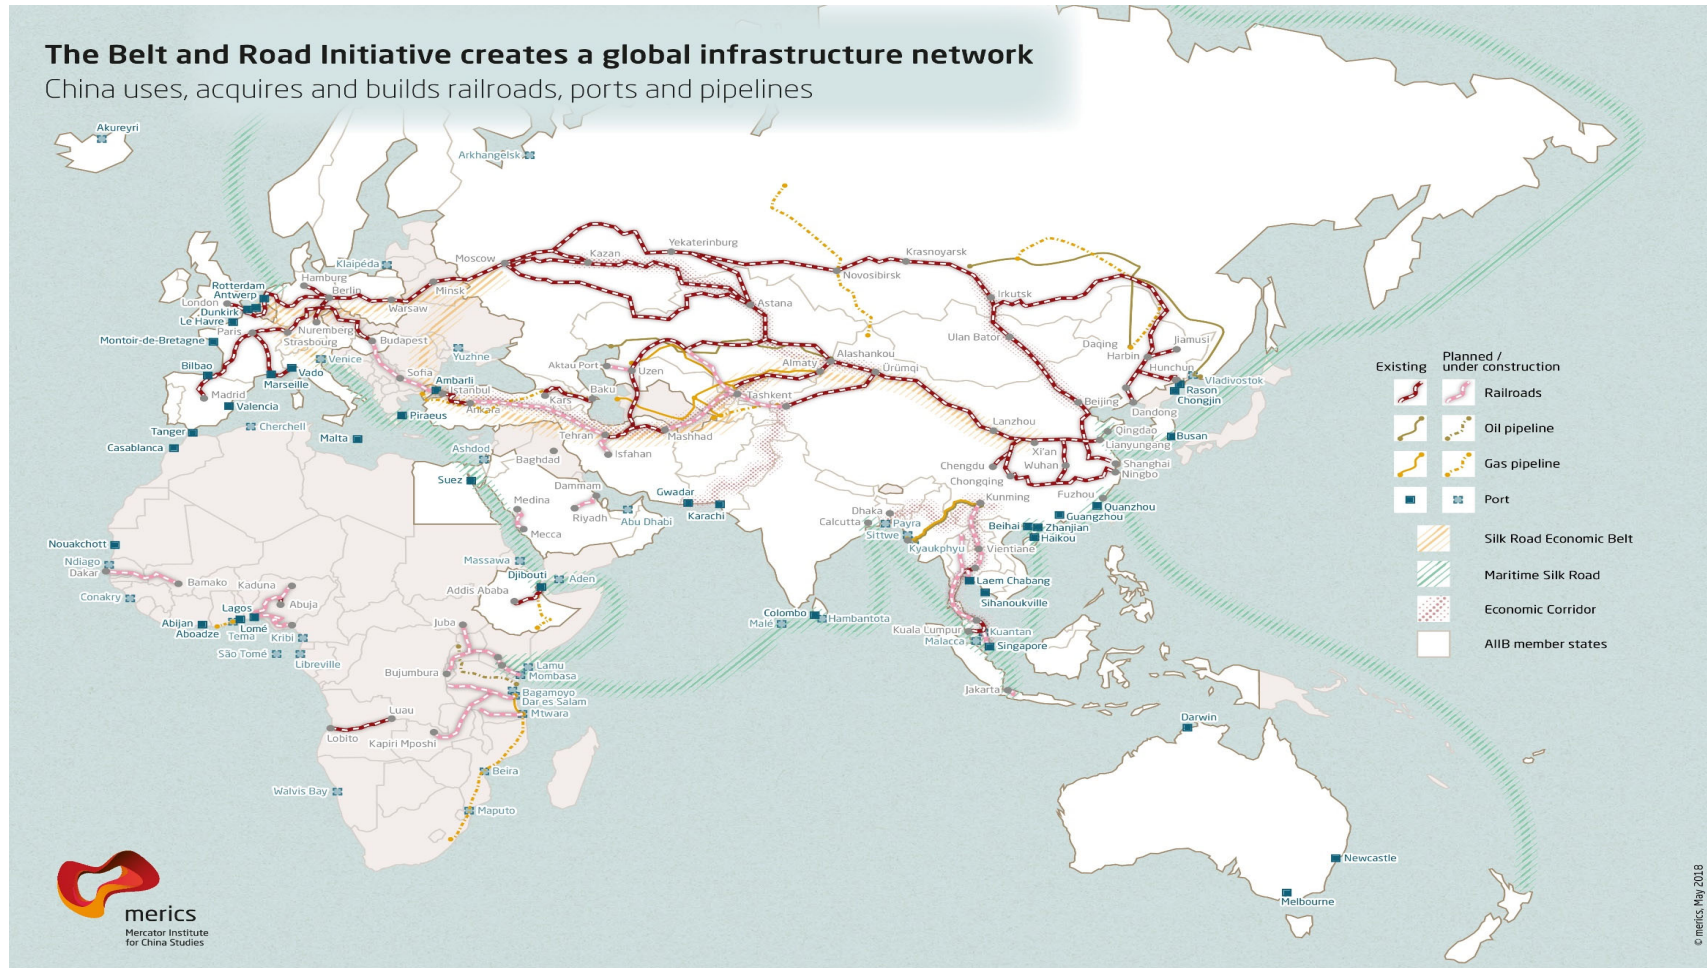 The Belt and Road Initiative creates a global infrastructure network
China uses, acquires and builds railroads, ports and pipelines
Akureyri
Arkhangelsk
Klaipéda
Moscow
Kazan
Yekaterinburg
Krasnoyarsk
Novosibirsk
Hamburg
Rotterdam
Antwerp
Berlin
Minsk
London
Dunkirk
Warsaw
Le Havre
Paris
Nuremberg
Strasbourg
Budapest
Montoir-de-Bretagne
Venice
Yuzhne
Bilbao
Vado
Marseille
Madrid
Sofia
Ambarli
Istanbul
Valencia
Ankara
Kars
Baku
Aktau Port
Uzen
Astana
Irkutsk
Ulan Bator
Alashankou
Almaty
Ürümqi
Daqing
Harbin
Jiamusi
Hunchun
Vladivostok
Rason
Chongjin
Tashkent
Beijing
Dandong
Piraeus
Tanger
Cherchell
Casablanca
Malta
Tehran
Mashhad
Isfahan
Ashdod
Baghdad
Suez
Lanzhou
Qingdao
Lianyungang
Busan
Xi'an
Chengdu
Wuhan
Shanghai
Ningbo
Chongqing
Medina
Dammam
Riyadh
Mecca
Abu Dhabi
Gwadar
Karachi
Dhaka
Calcutta
Payra
Sittwe
Kyaukphyu
Kunming
Fuzhou
Quanzhou
Guangzhou
Beihai
Zhanjian
Haikou
Vientiane
Nouakchott
Ndiago
Dakar
Bamako
Conakry
Kaduna
Abuja
Lagos
Abijan
Aboadze
Lomé
Tema
Kribi
São Tomé
Libreville
Massawa
Djibouti
Aden
Addis Ababa
Juba
Laem Chabang
Sihanoukville
Colombo
Hambantota
Malé
Kuala Lumpur
Kuantan
Malacca
Singapore
Jakarta
Bujumbura
Lamu
Mombasa
Bagamoyo
Dar es Salam
Mtwara
Luau
Lobito
Kapiri Mposhi
Beira
Walvis Bay
Maputo
Darwin
Newcastle
Melbourne
Existing
Planned /
under construction
Railroads
Oil pipeline
Gas pipeline
Port
Silk Road Economic Belt
Maritime Silk Road
Economic Corridor
AIIB member states
merics
Mercator Institute
for China Studies
© merics, May 2018